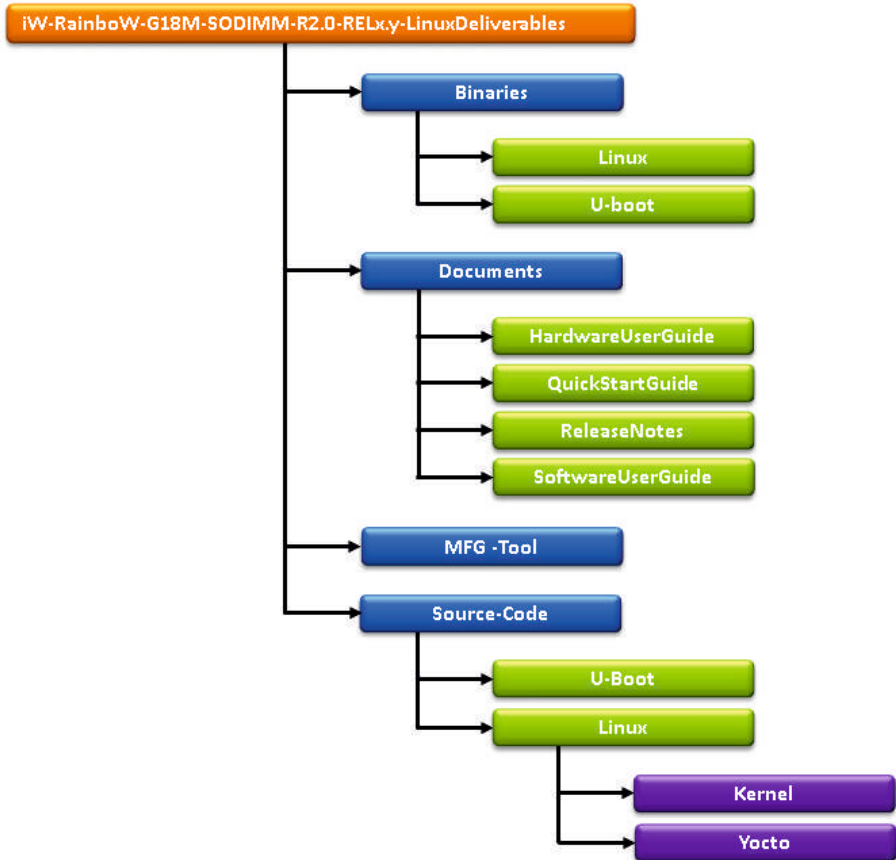 iW-RainboW-G18M-SODIMM-R2.0-RELx.y-LinuxDeliverables
Binaries
Linux
U-boot
Documents
HardwareUserGuide
QuickStartGuide
ReleaseNotes
SoftwareUserGuide
MFG -Tool
Source-Code
U-Boot
Linux
Kernel
Yocto